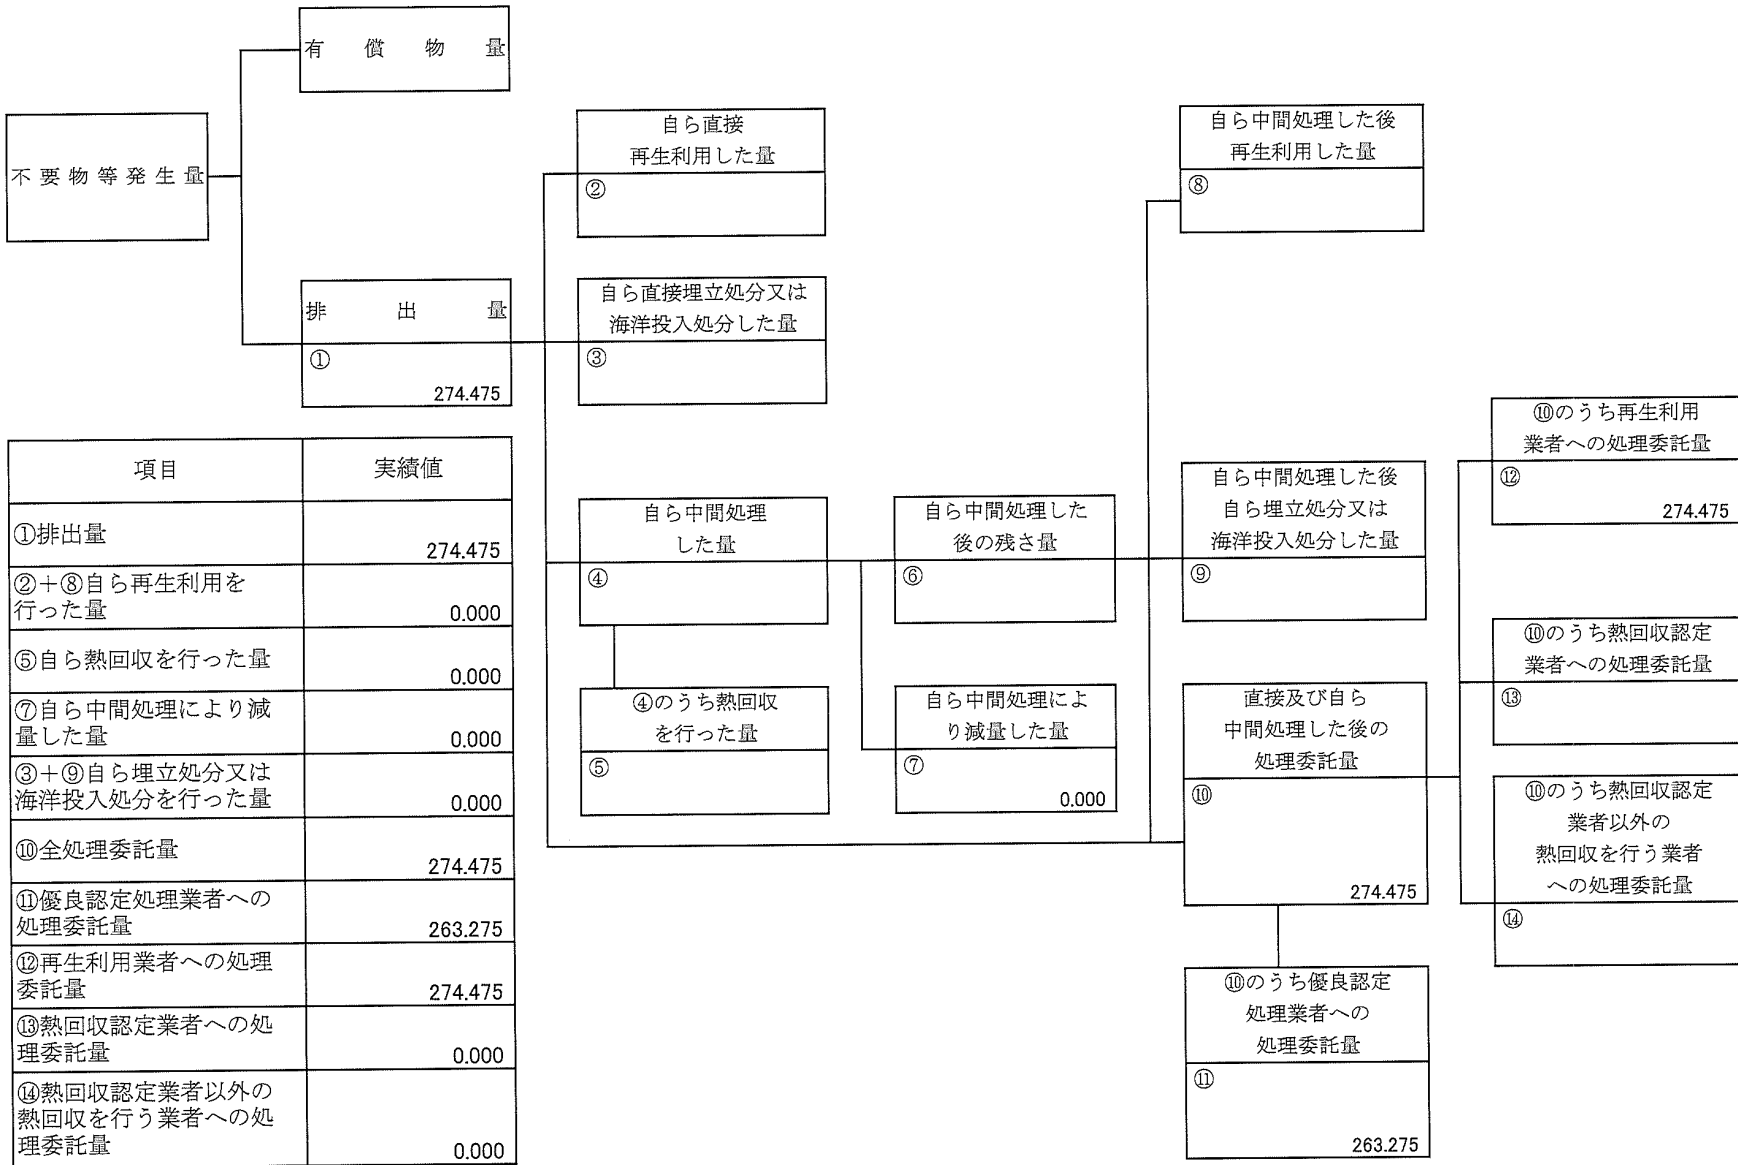 有償物量
不要物等発生量
排出量
①
274.475
自ら直接
再生利用した量
②
自ら直接埋立処分又は
海洋投入処分した量
③
自ら中間処理
した量
④
④のうち熱回収
を行った量
⑤
自ら中間処理した
後の残さ量
⑥
自ら中間処理によ
り減量した量
⑦
0.000
自ら中間処理した後
再生利用した量
⑧
自ら中間処理した後
自ら埋立処分又は
海洋投入処分した量
⑨
直接及び自ら
中間処理した後の
処理委託量
⑩
274.475
⑩のうち優良認定
処理業者への
処理委託量
⑪
263.275
⑩のうち再生利用
業者への処理委託量
⑫
274.475
⑩のうち熱回収認定
業者への処理委託量
⑬
⑩のうち熱回収認定
業者以外の
熱回収を行う業者
への処理委託量
⑭
項目 実績値
①排出量
274.475
②+⑧自ら再生利用を
行った量
0.000
⑤自ら熱回収を行った量
0.000
⑦自ら中間処理により減
量した量
0.000
③+⑨自ら埋立処分又は
海洋投入処分を行った量
0.000
⑩全処理委託量
274.475
⑪優良認定処理業者への
処理委託量
263.275
⑫再生利用業者への処理
委託量
274.475
⑬熱回収認定業者への処
理委託量
0.000
⑭熱回収認定業者以外の
熱回収を行う業者への処
理委託量
0.000